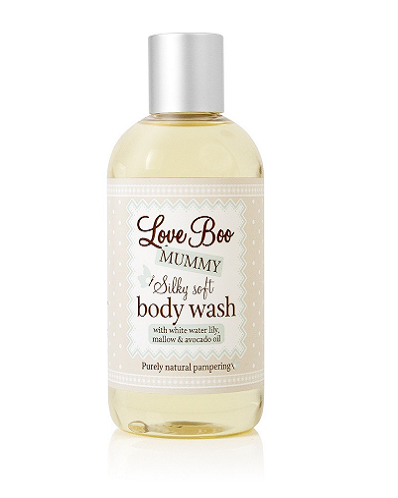 Love Boo
MUMMY
Silky soft
body wash
with white water lily,
mallow & avocado oil
Purely natural pampering